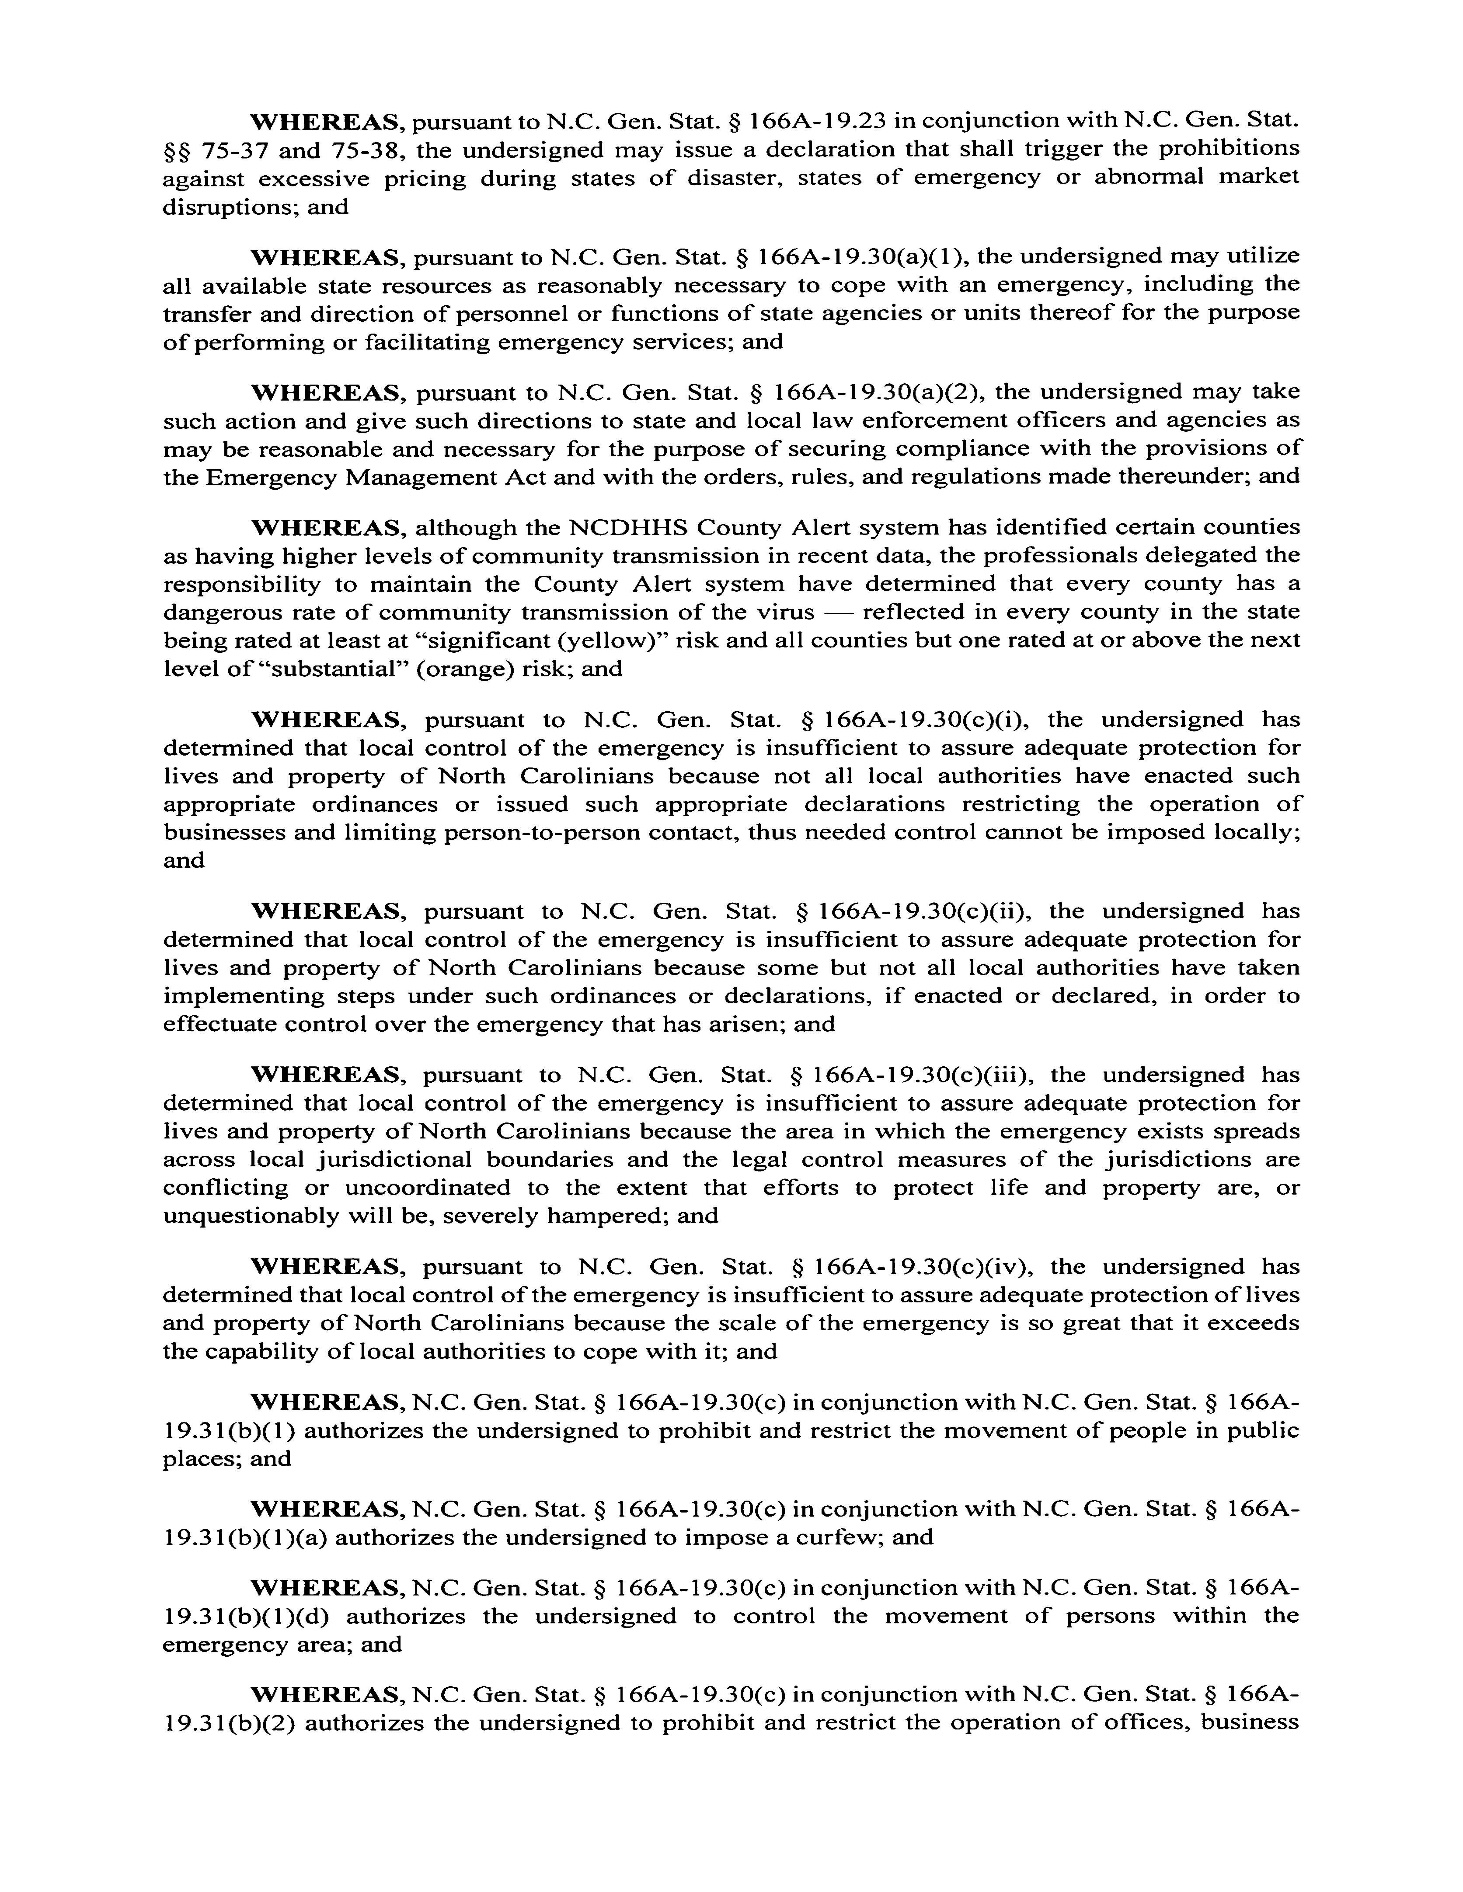 WHEREAS, pursuant to N.C. Gen. Stat. § 166A-19.23 in conjunction with N.C. Gen. Stat.
§§ 75-37 and 75-38, the undersigned may issue a declaration that shall trigger the prohibitions
against excessive pricing during states of disaster, states of emergency or abnormal market
disruptions; and
WHEREAS, pursuant to N.C. Gen. Stat. § 166A-19.30(a)(1), the undersigned may utilize
all available state resources as reasonably necessary to cope with an emergency, including the
transfer and direction of personnel or functions of state agencies or units thereof for the purpose
of performing or facilitating emergency services; and
WHEREAS, pursuant to N.C. Gen. Stat. § 166A-19.30(a)(2), the undersigned may take
such action and give such directions to state and local law enforcement officers and agencies as
may be reasonable and necessary for the purpose of securing compliance with the provisions of
the Emergency Management Act and with the orders, rules, and regulations made thereunder; and
WHEREAS, although the NCDHHS County Alert system has identified certain counties
as having higher levels of community transmission in recent data, the professionals delegated the
responsibility to maintain the County Alert system have determined that every county has a
dangerous rate of community transmission of the virus — reflected in every county in the state
being rated at least at “significant (yellow)” risk and all counties but one rated at or above the next
level of “substantial” (orange) risk; and
WHEREAS, pursuant to N.C. Gen. Stat. § 166A-19.30(c)(i), the undersigned has
determined that local control of the emergency is insufficient to assure adequate protection for
lives and property of North Carolinians because not all local authorities have enacted such
appropriate ordinances or issued such appropriate declarations restricting the operation of
businesses and limiting person-to-person contact, thus needed control cannot be imposed locally;
and
WHEREAS, pursuant to N.C. Gen. Stat. § 166A-19.30(c)(ii), the undersigned has
determined that local control of the emergency is insufficient to assure adequate protection for
lives and property of North Carolinians because some but not all local authorities have taken
implementing steps under such ordinances or declarations, if enacted or declared, in order to
effectuate control over the emergency that has arisen; and
WHEREAS, pursuant to N.C. Gen. Stat. § 166A-19.30(c)(iii), the undersigned has
determined that local control of the emergency is insufficient to assure adequate protection for
lives and property of North Carolinians because the area in which the emergency exists spreads
across local jurisdictional boundaries and the legal control measures of the jurisdictions are
conflicting or uncoordinated to the extent that efforts to protect life and property are, or
unquestionably will be, severely hampered; and
WHEREAS, pursuant to N.C. Gen. Stat. § 166A-19.30(c)(iv), the undersigned has
determined that local control of the emergency is insufficient to assure adequate protection of lives
and property of North Carolinians because the scale of the emergency is so great that it exceeds
the capability of local authorities to cope with it; and
WHEREAS, N.C. Gen. Stat. § 166A-19.30(c) in conjunction with N.C. Gen. Stat. § 166A-
19.31(b)(1) authorizes the undersigned to prohibit and restrict the movement of people in public
places; and
WHEREAS, N.C. Gen. Stat. § 166A-19.30(c) in conjunction with N.C. Gen. Stat. § 166A-
19.31(b)(1)(a) authorizes the undersigned to impose a curfew; and
WHEREAS, N.C. Gen. Stat. § 166A-19.30(c) in conjunction with N.C. Gen. Stat. § 166A-
19.31(b)(1)(d) authorizes the undersigned to control the movement of persons within the
emergency area; and
WHEREAS, N.C. Gen. Stat. § 166A-19.30(c) in conjunction with N.C. Gen. Stat. § 166A-
19.31(b)(2) authorizes the undersigned to prohibit and restrict the operation of offices, business